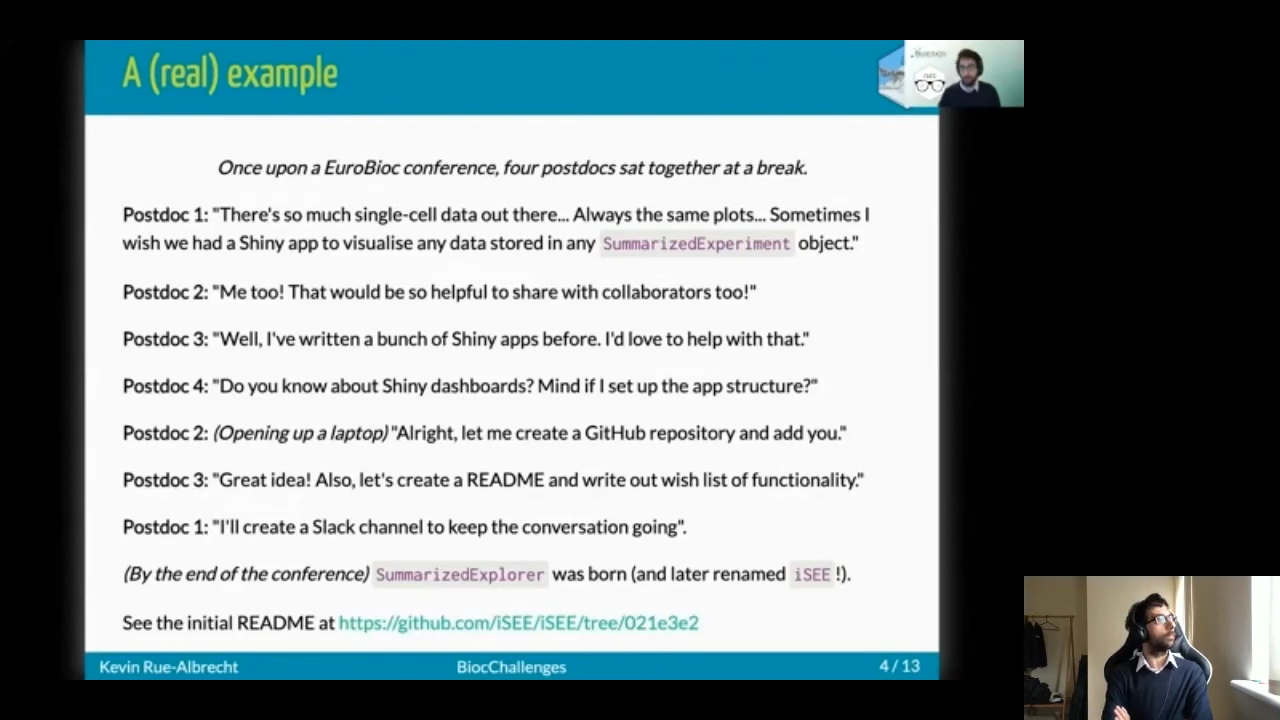 A (real) example
Once upon a EuroBioc conference, four postdocs sat together at a break.
Postdoc 1: "There's so much single-cell data out there... Always the same plots... Sometimes I
wish we had a Shiny app to visualise any data stored in any SummarizedExperiment object."
Postdoc 2: "Me too! That would be so helpful to share with collaborators too!"
Postdoc 3: "Well, I've written a bunch of Shiny apps before. I'd love to help with that."
Postdoc 4: "Do you know about Shiny dashboards? Mind if I set up the app structure?"
Postdoc 2: (Opening up a laptop) "Alright, let me create a GitHub repository and add you."
Postdoc 3: "Great idea! Also, let's create a README and write out wish list of functionality."
Postdoc 1: "I'll create a Slack channel to keep the conversation going".
(By the end of the conference) SummarizedExplorer was born (and later renamed iSEE !).
See the initial README at https://github.com/iSEE/iSEE/tree/021e3e2
Kevin Rue-Albrecht
BiocChallenges
4 / 13